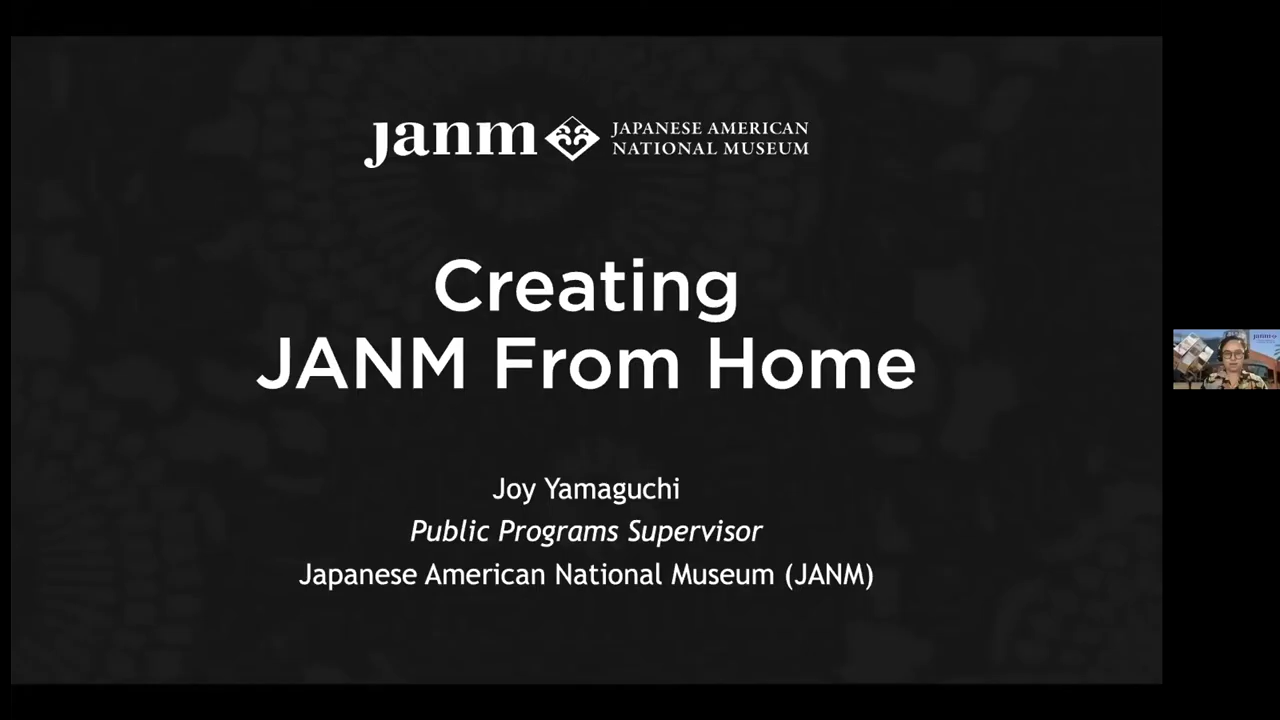 janm JAPANESE AMERICAN
NATIONAL MUSEUM
Creating
JANM From Home
Joy Yamaguchi
Public Programs Supervisor
Japanese American National Museum (JANM)
janm